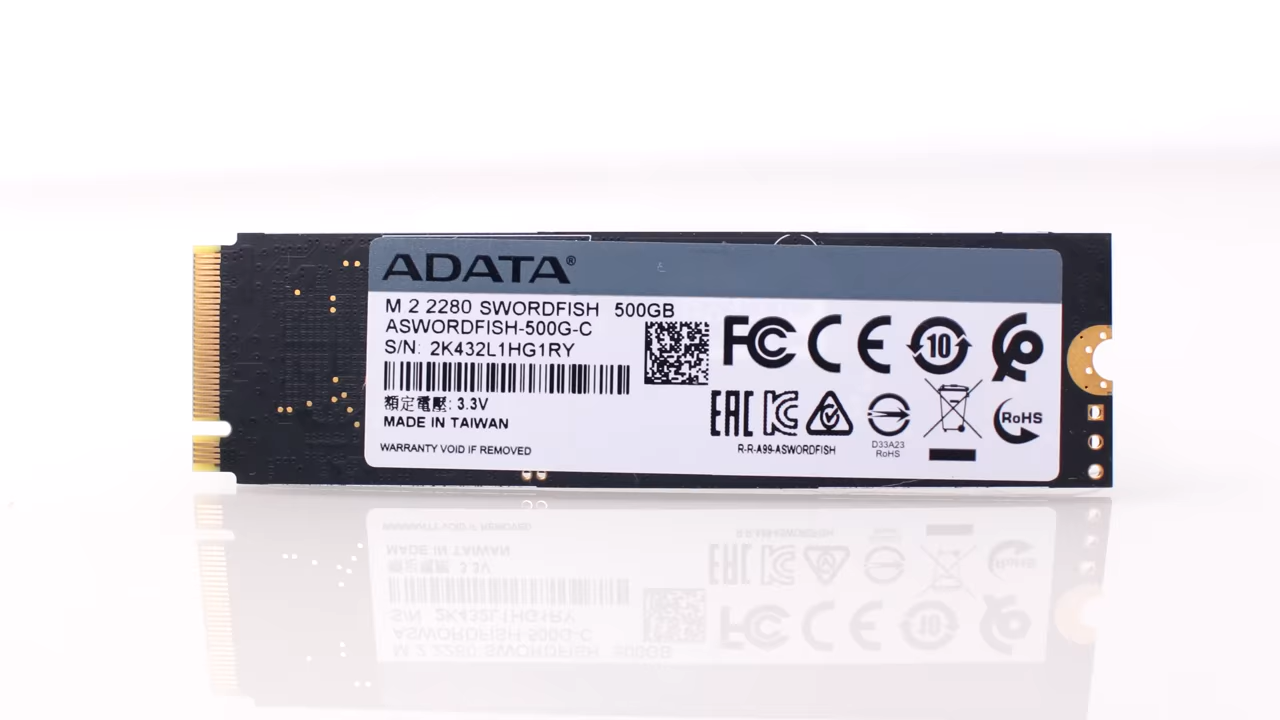 ADATA®
M 2 2280 SWORDFISH 500GB
ASWORDFISH-500G-C
S/N: 2K432L1HG1RY
額定電壓: 3.3V
MADE IN TAIWAN
WARRANTY VOID IF REMOVED
FC CE 10
EAC KC
R-R-A99-ASWORDFISH
D33A23
RoHS
RoHS